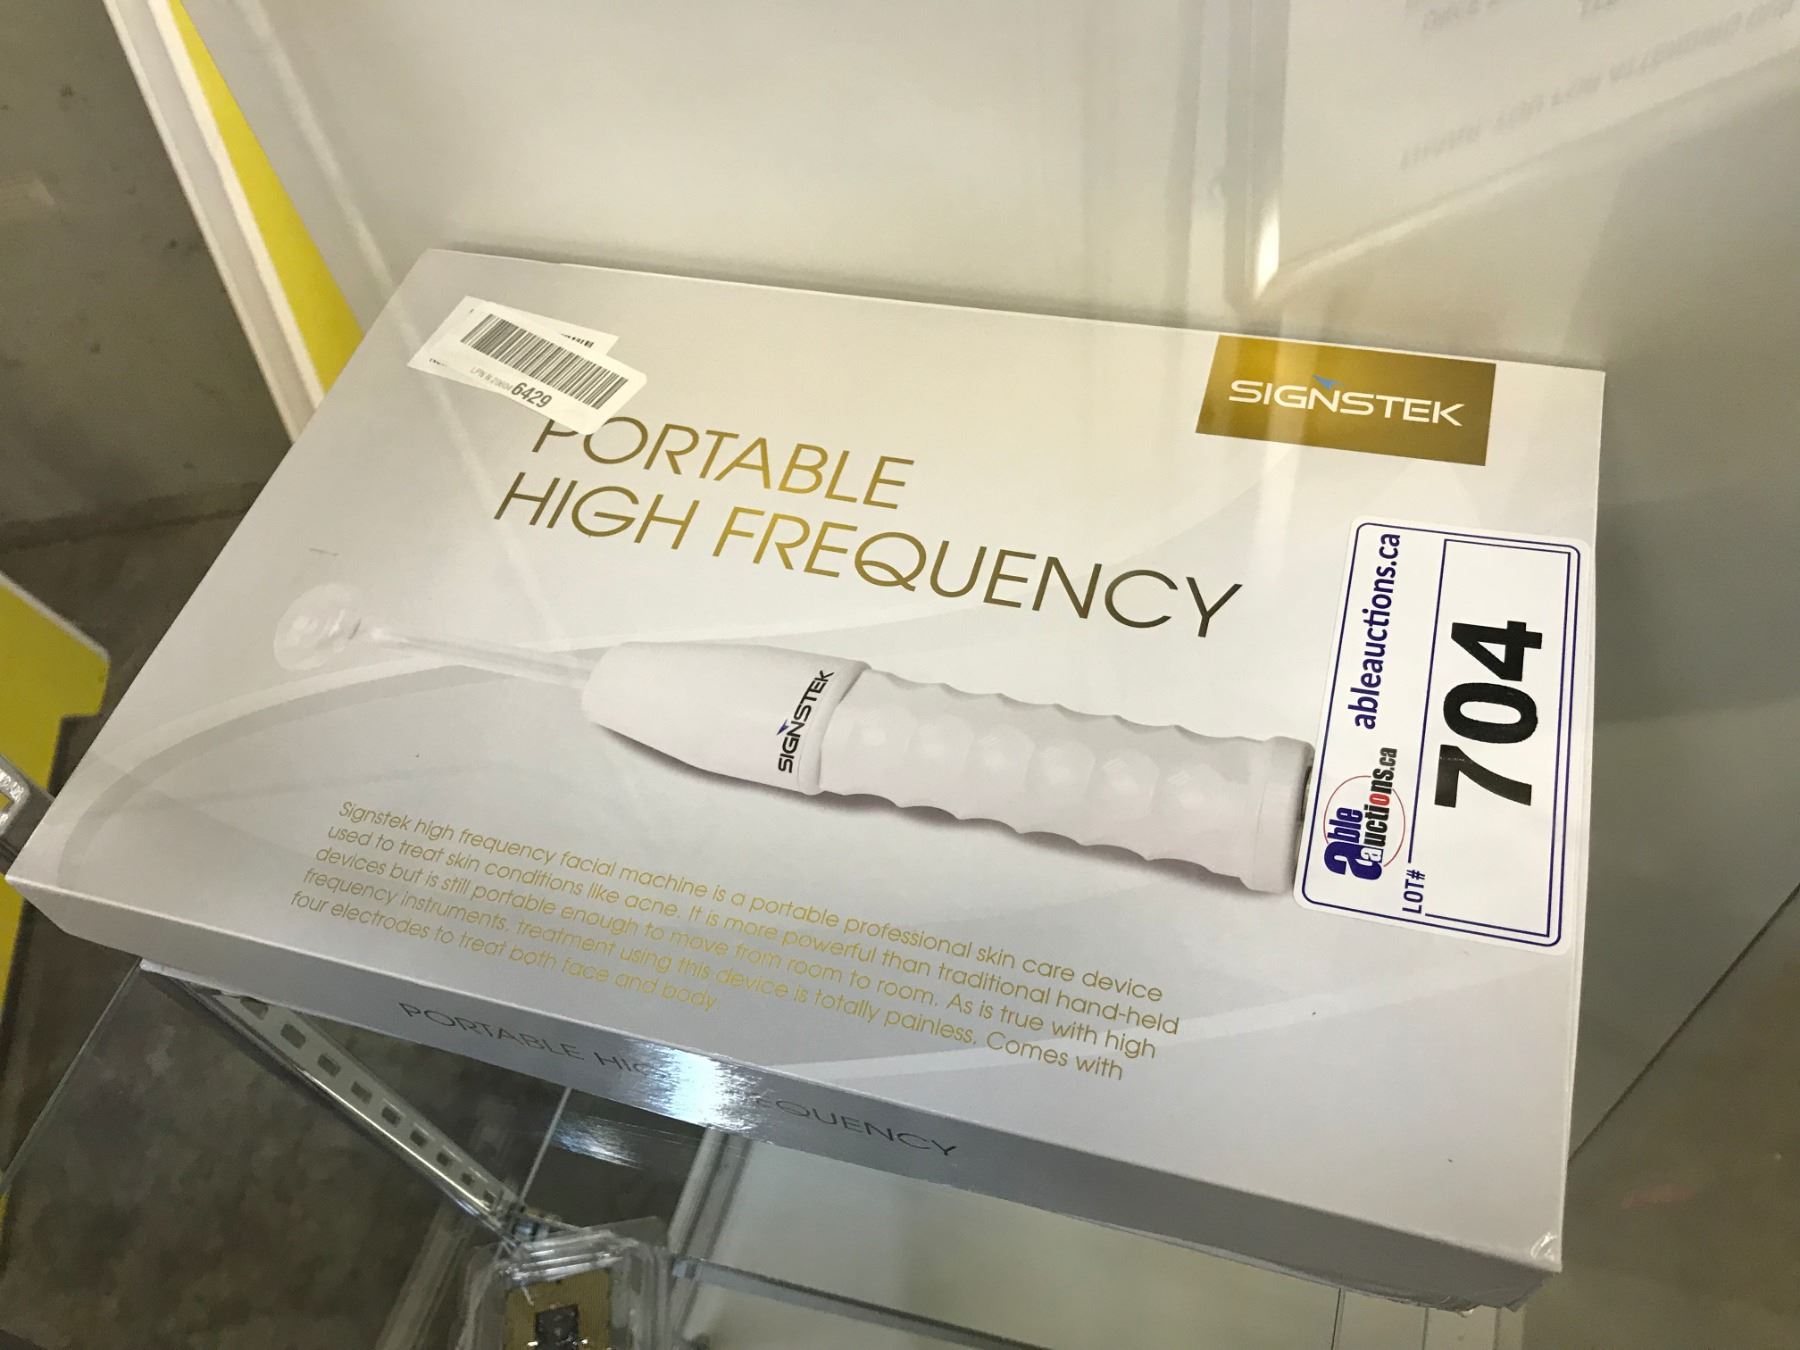 SIGNSTEK
6429
PORTABLE
HIGH FREQUENCY
SIGNSTEK
ableauctions.ca
able auctions.ca
LOT#
704
Signstek high frequency facial machine is a portable professional skin care device
used to treat skin conditions like acne. It is more powerful than traditional hand-held
devices but is still portable enough to move from room to room. As is true with high
frequency instruments, treatment using this device is totally painless, Comes with
four electrodes to treat both face and body.
PORTABLE HIGH FREQUENCY